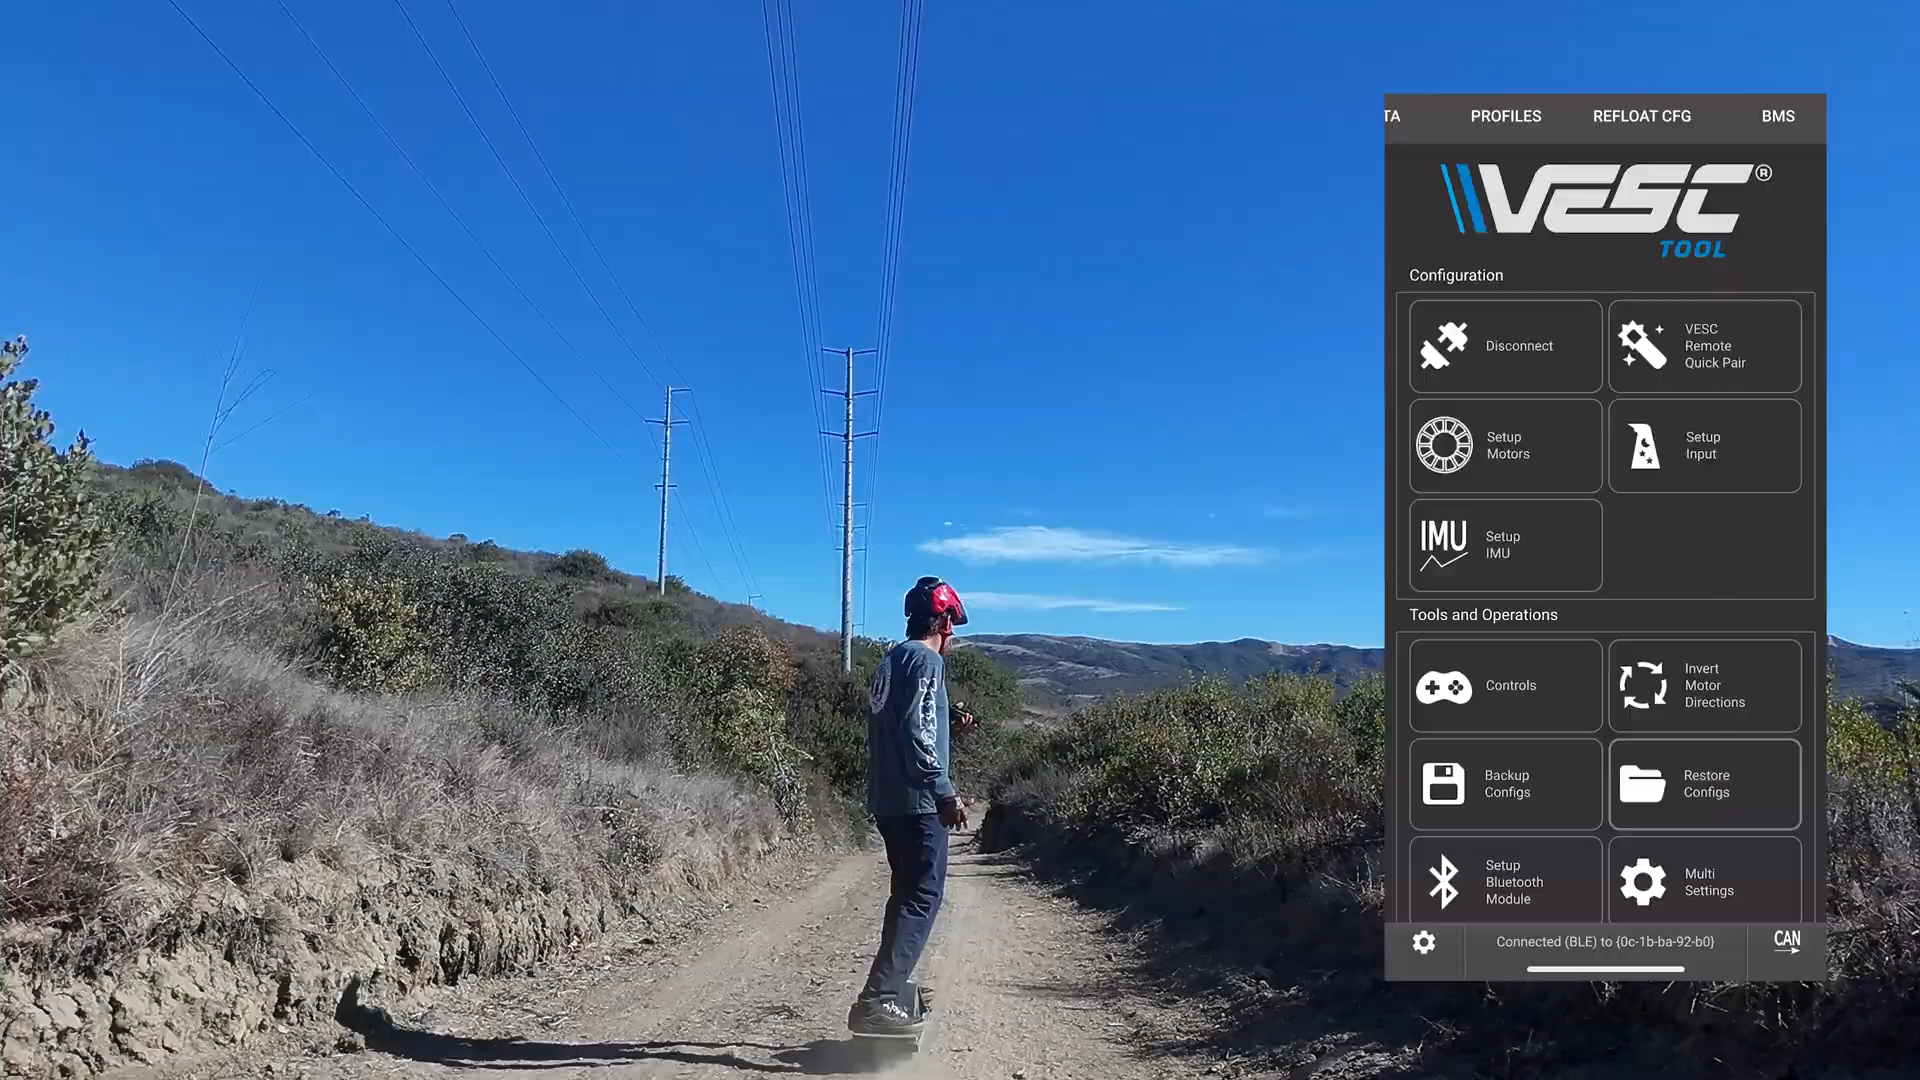 TA PROFILES REFLOAT CFG BMS
VESC®
TOOL
Configuration
Disconnect
VESC
Remote
Quick Pair
Setup
Motors
Setup
Input
IMU
Setup
IMU
Tools and Operations
Controls
Invert
Motor
Directions
Backup
Configs
Restore
Configs
Setup
Bluetooth
Module
Multi
Settings
Connected (BLE) to {0c-1b-ba-92-b0}
CAN